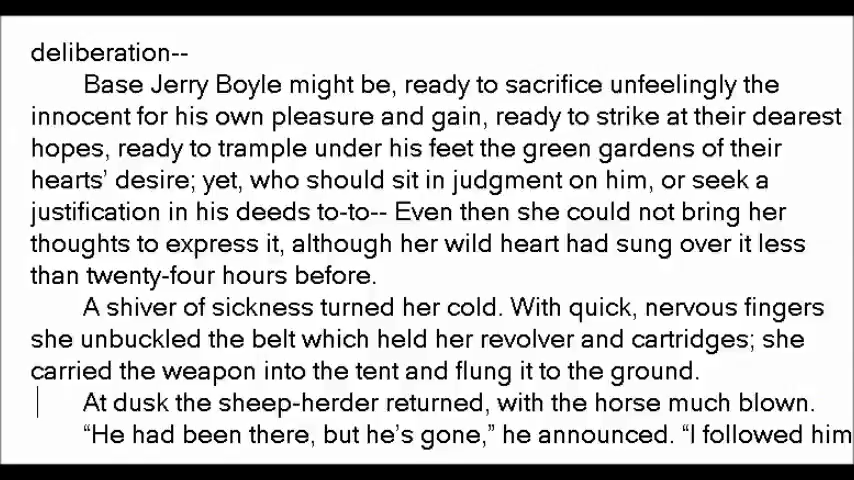 deliberation--
Base Jerry Boyle might be, ready to sacrifice unfeelingly the
innocent for his own pleasure and gain, ready to strike at their dearest
hopes, ready to trample under his feet the green gardens of their
hearts’ desire; yet, who should sit in judgment on him, or seek a
justification in his deeds to-to-- Even then she could not bring her
thoughts to express it, although her wild heart had sung over it less
than twenty-four hours before.
A shiver of sickness turned her cold. With quick, nervous fingers
she unbuckled the belt which held her revolver and cartridges; she
carried the weapon into the tent and flung it to the ground.
At dusk the sheep-herder returned, with the horse much blown.
“He had been there, but he’s gone,” he announced. “I followed him